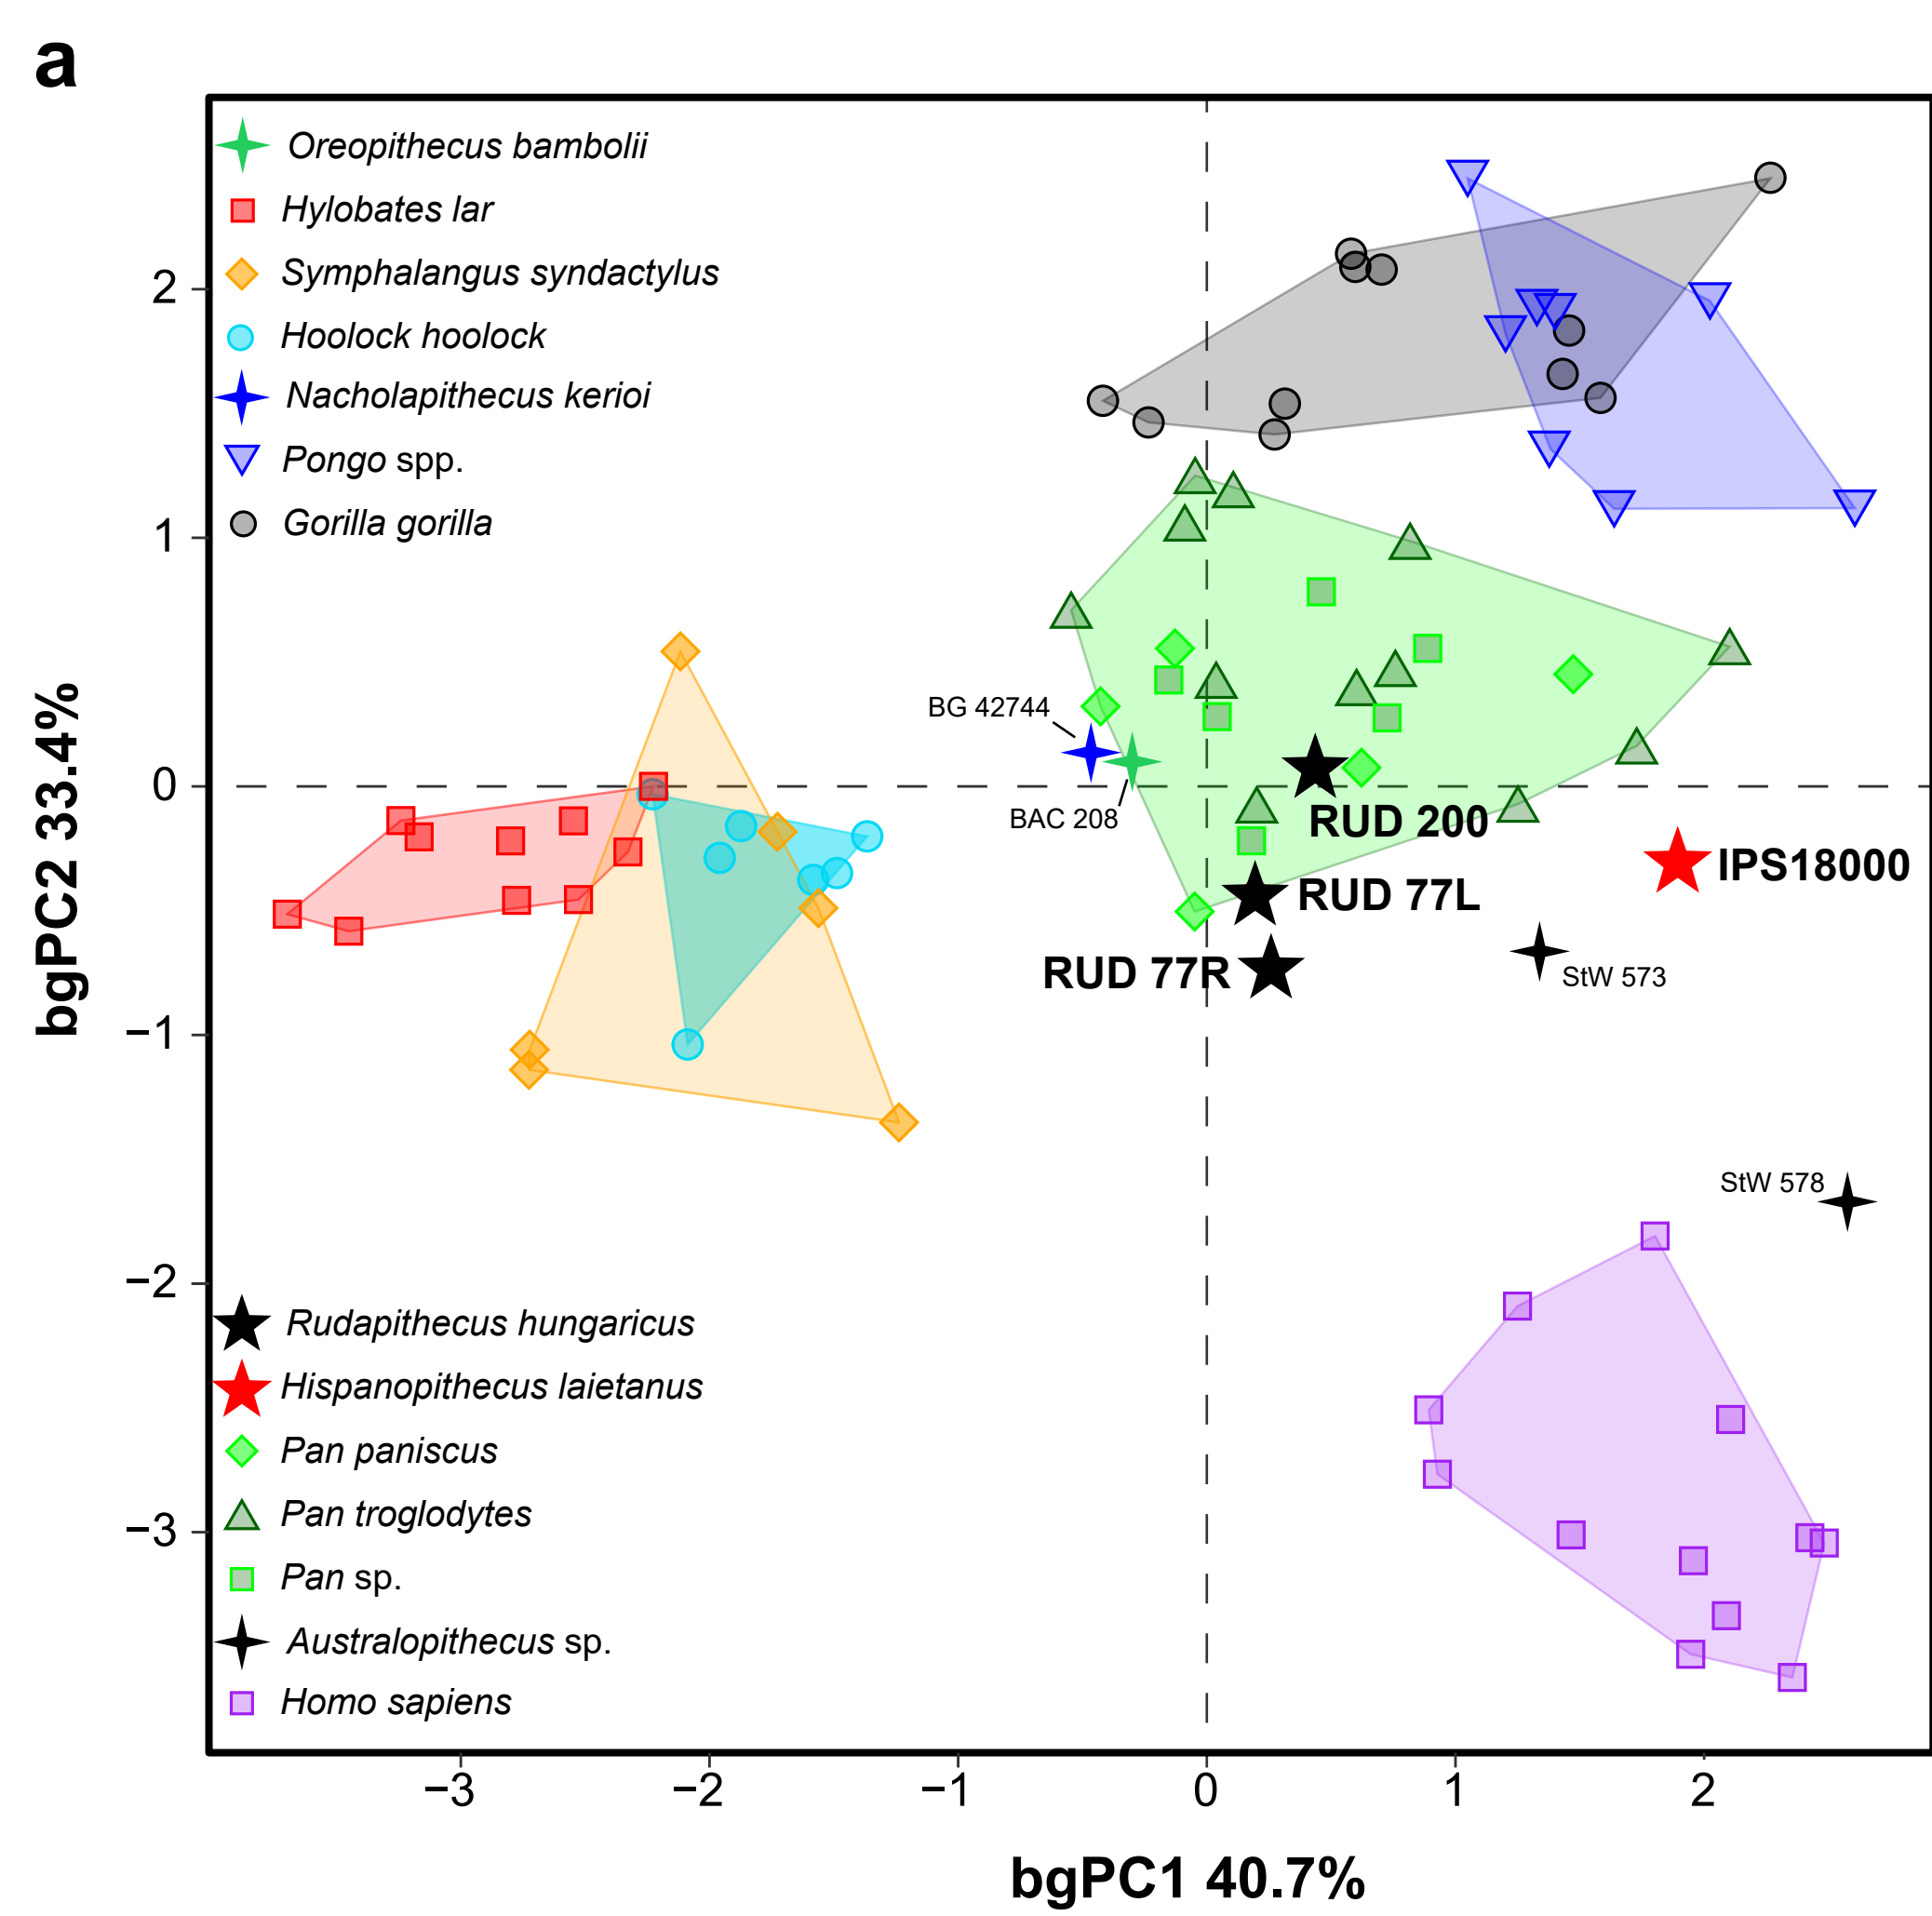 a
Oreopithecus bambolii
Hylobates lar
Symphalangus syndactylus
Hoolock hoolock
Nacholapithecus kerioi
Pongo spp.
Gorilla gorilla
2
1
0
−1
−2
−3
bgPC2 33.4%
BG 42744
BAC 208
RUD 200
IPS18000
RUD 77L
RUD 77R
StW 573
StW 578
Rudapithecus hungaricus
Hispanopithecus laietanus
Pan paniscus
Pan troglodytes
Pan sp.
Australopithecus sp.
Homo sapiens
−3 −2 −1 0 1 2
bgPC1 40.7%